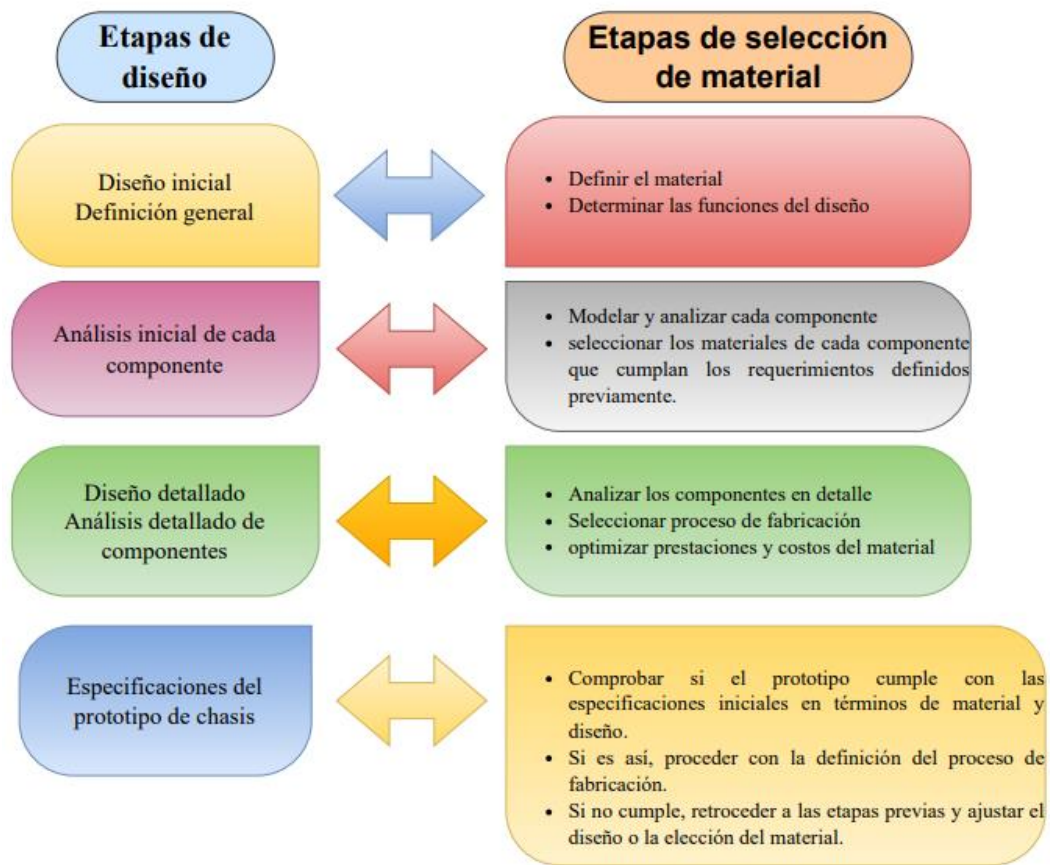 Etapas de
diseño
Etapas de selección
de material
Diseño inicial
Definición general
• Definir el material
• Determinar las funciones del diseño
Análisis inicial de cada
componente
• Modelar y analizar cada componente
• seleccionar los materiales de cada componente
que cumplan los requerimientos definidos
previamente.
Diseño detallado
Análisis detallado de
componentes
• Analizar los componentes en detalle
• Seleccionar proceso de fabricación
• optimizar prestaciones y costos del material
Especificaciones del
prototipo de chasis
• Comprobar si el prototipo cumple con las
especificaciones iniciales en términos de material y
diseño.
• Si es así, proceder con la definición del proceso de
fabricación.
• Si no cumple, retroceder a las etapas previas y ajustar el
diseño o la elección del material.